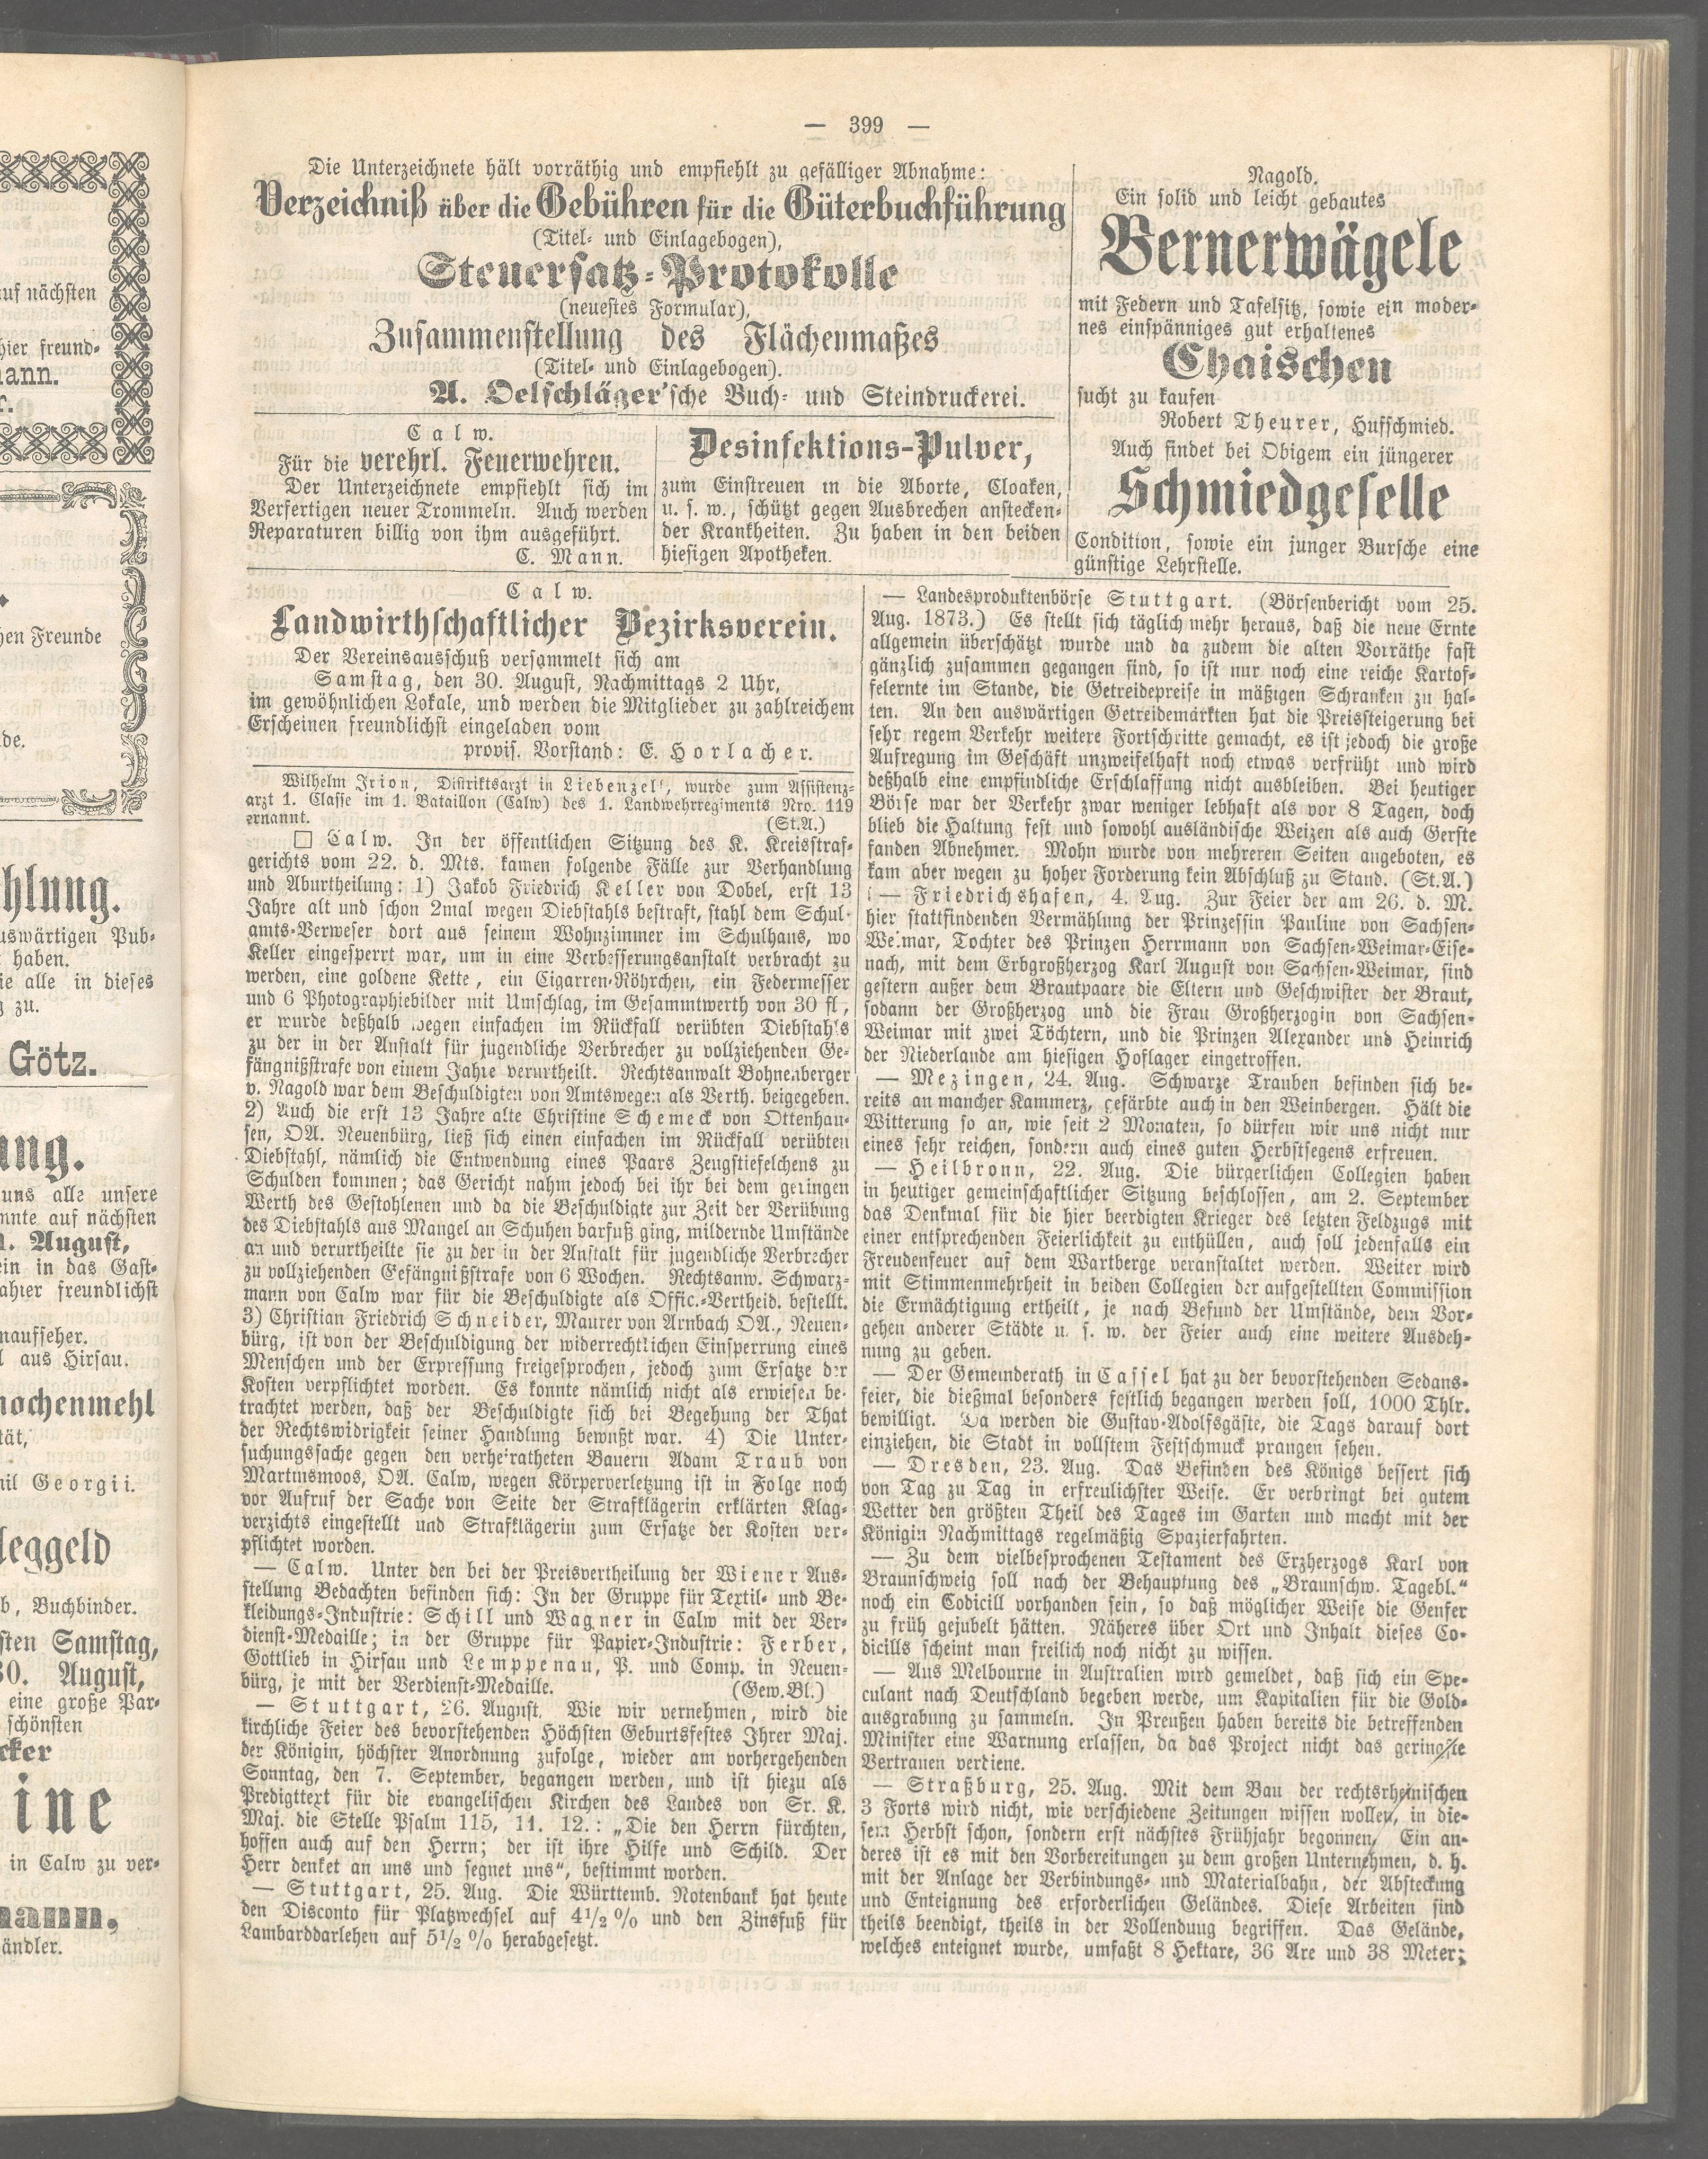 — 399 —
Die Unterzeichnete hält vorräthig und empfiehlt zu gefälliger Abnahme:
Verzeichniß über die Gebühren für die Güterbuchführung
(Titel- und Einlagebogen),
Steuersatz-Protokolle
(neuestes Formular),
Zusammenstellung des Flächenmaßes
(Titel- und Einlagebogen).
A. Oelschläger'sche Buch- und Steindruckerei.
Calw.
Für die verehrl. Feuerwehren.
Der Unterzeichnete empfiehlt sich im
Verfertigen neuer Trommeln. Auch werden
Reparaturen billig von ihm ausgeführt.
C. Mann.
Desinfektions-Pulver,
zum Einstreuen in die Aborte, Cloaken,
u. s. w., schützt gegen Ausbrechen anstecken-
der Krankheiten. Zu haben in den beiden
hiesigen Apotheken.
Nagold.
Ein solid und leicht gebautes
Bernerwägele
mit Federn und Tafelsitz, sowie ein moder-
nes einspänniges gut erhaltenes
Chaischen
sucht zu kaufen
Robert Theurer, Hufschmied.
Auch findet bei Obigem ein jüngerer
Schmiedgeselle
Condition, sowie ein junger Bursche eine
günstige Lehrstelle.
Calw.
Landwirthschaftlicher Bezirksverein.
Der Vereinsausschuß versammelt sich am
Samstag, den 30. August, Nachmittags 2 Uhr,
im gewöhnlichen Lokale, und werden die Mitglieder zu zahlreichem
Erscheinen freundlichst eingeladen vom
provis. Vorstand: E. Horlacher.
Wilhelm Irion, Distriktsarzt in Liebenzell, wurde zum Assistenz-
arzt 1. Classe im 1. Bataillon (Calw) des 1. Landwehrregiments Nro. 119
ernannt. (St.A.)
□ Calw. In der öffentlichen Sitzung des K. Kreisstraf-
gerichts vom 22. d. Mts. kamen folgende Fälle zur Verhandlung
und Aburtheilung: 1) Jakob Friedrich Keller von Dobel, erst 13
Jahre alt und schon 2mal wegen Diebstahls bestraft, stahl dem Schul-
amts-Verweser dort aus seinem Wohnzimmer im Schulhaus, wo
Keller eingesperrt war, um in eine Verbesserungsanstalt verbracht zu
werden, eine goldene Kette, ein Cigarren-Röhrchen, ein Federmesser
und 6 Photographiebilder mit Umschlag, im Gesammtwerth von 30 fl,
er wurde deßhalb wegen einfachen im Rückfall verübten Diebstahls
zu der in der Anstalt für jugendliche Verbrecher zu vollziehenden Ge-
fängnißstrafe von einem Jahre verurtheilt. Rechtsanwalt Bohnenberger
v. Nagold war dem Beschuldigten von Amtswegen als Verth. beigegeben.
2) Auch die erst 13 Jahre alte Christine Schemeck von Ottenhau-
sen, OA. Neuenbürg, ließ sich einen einfachen im Rückfall verübten
Diebstahl, nämlich die Entwendung eines Paars Zeugstiefelchens zu
Schulden kommen; das Gericht nahm jedoch bei ihr bei dem geringen
Werth des Gestohlenen und da die Beschuldigte zur Zeit der Verübung
des Diebstahls aus Mangel an Schuhen barfuß ging, mildernde Umstände
an und verurtheilte sie zu der in der Anstalt für jugendliche Verbrecher
zu vollziehenden Gefängnißstrafe von 6 Wochen. Rechtsanw. Schwarz-
mann von Calw war für die Beschuldigte als Offic.-Vertheid. bestellt.
3) Christian Friedrich Schneider, Maurer von Arnbach OA., Neuen-
bürg, ist von der Beschuldigung der widerrechtlichen Einsperrung eines
Menschen und der Erpressung freigesprochen, jedoch zum Ersatze der
Kosten verpflichtet worden. Es konnte nämlich nicht als erwiesen be-
trachtet werden, daß der Beschuldigte sich bei Begehung der That
der Rechtswidrigkeit seiner Handlung bewußt war. 4) Die Unter-
suchungssache gegen den verheiratheten Bauern Adam Traub von
Martinsmoos, OA. Calw, wegen Körperverletzung ist in Folge noch
vor Aufruf der Sache von Seite der Strafklägerin erklärten Klag-
verzichts eingestellt und Strafklägerin zum Ersatze der Kosten ver-
pflichtet worden.
— Calw. Unter den bei der Preisvertheilung der Wiener Aus-
stellung Bedachten befinden sich: In der Gruppe für Textil- und Be-
kleidungs-Industrie: Schill und Wagner in Calw mit der Ver-
dienst-Medaille; in der Gruppe für Papier-Industrie: Ferber,
Gottlieb in Hirsau und Lemppenau, P. und Comp. in Neuen-
bürg, je mit der Verdienst-Medaille. (Gew.Bl.)
— Stuttgart, 26. August. Wie wir vernehmen, wird die
kirchliche Feier des bevorstehenden Höchsten Geburtsfestes Ihrer Maj.
der Königin, höchster Anordnung zufolge, wieder am vorhergehenden
Sonntag, den 7. September, begangen werden, und ist hiezu als
Predigttext für die evangelischen Kirchen des Landes von Sr. K.
Maj. die Stelle Psalm 115, 11. 12.: „Die den Herrn fürchten,
hoffen auch auf den Herrn; der ist ihre Hilfe und Schild. Der
Herr denket an uns und segnet uns“, bestimmt worden.
— Stuttgart, 25. Aug. Die Württemb. Notenbank hat heute
den Disconto für Platzwechsel auf 4½ % und den Zinsfuß für
Lambarddarlehen auf 5½ % herabgesetzt.
— Landesproduktenbörse Stuttgart. (Börsenbericht vom 25.
Aug. 1873.) Es stellt sich täglich mehr heraus, daß die neue Ernte
allgemein überschätzt wurde und da zudem die alten Vorräthe fast
gänzlich zusammen gegangen sind, so ist nur noch eine reiche Kartof-
felernte im Stande, die Getreidepreise in mäßigen Schranken zu hal-
ten. An den auswärtigen Getreidemärkten hat die Preissteigerung bei
sehr regem Verkehr weitere Fortschritte gemacht, es ist jedoch die große
Aufregung im Geschäft unzweifelhaft noch etwas verfrüht und wird
deßhalb eine empfindliche Erschlaffung nicht ausbleiben. Bei heutiger
Börse war der Verkehr zwar weniger lebhaft als vor 8 Tagen, doch
blieb die Haltung fest und sowohl ausländische Weizen als auch Gerste
fanden Abnehmer. Mohn wurde von mehreren Seiten angeboten, es
kam aber wegen zu hoher Forderung kein Abschluß zu Stand. (St.A.)
— Friedrichshafen, 4. Aug. Zur Feier der am 26. d. M.
hier stattfindenden Vermählung der Prinzessin Pauline von Sachsen-
Weimar, Tochter des Prinzen Herrmann von Sachsen-Weimar-Eise-
nach, mit dem Erbgroßherzog Karl August von Sachsen-Weimar, sind
gestern außer dem Brautpaare die Eltern und Geschwister der Braut,
sodann der Großherzog und die Frau Großherzogin von Sachsen-
Weimar mit zwei Töchtern, und die Prinzen Alexander und Heinrich
der Niederlande am hiesigen Hoflager eingetroffen.
— Mezingen, 24. Aug. Schwarze Trauben befinden sich be-
reits an mancher Kammerz, gefärbte auch in den Weinbergen. Hält die
Witterung so an, wie seit 2 Monaten, so dürfen wir uns nicht nur
eines sehr reichen, sondern auch eines guten Herbstsegens erfreuen.
— Heilbronn, 22. Aug. Die bürgerlichen Collegien haben
in heutiger gemeinschaftlicher Sitzung beschlossen, am 2. September
das Denkmal für die hier beerdigten Krieger des letzten Feldzugs mit
einer entsprechenden Feierlichkeit zu enthüllen, auch soll jedenfalls ein
Freudenfeuer auf dem Wartberge veranstaltet werden. Weiter wird
mit Stimmenmehrheit in beiden Collegien der aufgestellten Commission
die Ermächtigung ertheilt, je nach Befund der Umstände, dem Vor-
gehen anderer Städte u. s. w. der Feier auch eine weitere Ausdeh-
nung zu geben.
— Der Gemeinderath in Cassel hat zu der bevorstehenden Sedans-
feier, die dießmal besonders festlich begangen werden soll, 1000 Thlr.
bewilligt. Da werden die Gustav-Adolfsgäste, die Tags darauf dort
einziehen, die Stadt in vollstem Festschmuck prangen sehen.
— Dresden, 23. Aug. Das Befinden des Königs bessert sich
von Tag zu Tag in erfreulichster Weise. Er verbringt bei gutem
Wetter den größten Theil des Tages im Garten und macht mit der
Königin Nachmittags regelmäßig Spazierfahrten.
— Zu dem vielbesprochenen Testament des Erzherzogs Karl von
Braunschweig soll nach der Behauptung des „Braunschw. Tagebl.“
noch ein Codicill vorhanden sein, so daß möglicher Weise die Genfer
zu früh gejubelt hätten. Näheres über Ort und Inhalt dieses Co-
dicills scheint man freilich noch nicht zu wissen.
— Aus Melbourne in Australien wird gemeldet, daß sich ein Spe-
culant nach Deutschland begeben werde, um Kapitalien für die Gold-
ausgrabung zu sammeln. In Preußen haben bereits die betreffenden
Minister eine Warnung erlassen, da das Project nicht das geringste
Vertrauen verdiene.
— Straßburg, 25. Aug. Mit dem Bau der rechtsrheinischen
3 Forts wird nicht, wie verschiedene Zeitungen wissen wollen, in die-
sem Herbst schon, sondern erst nächstes Frühjahr begonnen. Ein an-
deres ist es mit den Vorbereitungen zu dem großen Unternehmen, d. h.
mit der Anlage der Verbindungs- und Materialbahn, der Absteckung
und Enteignung des erforderlichen Geländes. Diese Arbeiten sind
theils beendigt, theils in der Vollendung begriffen. Das Gelände,
welches enteignet wurde, umfaßt 8 Hektare, 36 Are und 38 Meter;
auf nächsten
hier freund-
hen Freunde
hlung.
uswärtigen Pub-
haben.
ie alle in dieses
zu.
Götz.
ung.
uns alle unsere
nnte auf nächsten
August,
ein in das Gast-
ahier freundlichst
naufseher.
aus Hirsau.
nochenmehl
tät,
Georgii.
leggeld
b, Buchbinder.
sten Samstag,
30. August,
eine große Par-
schönsten
cker
ine
in Calw zu ver-
mann,
ändler.